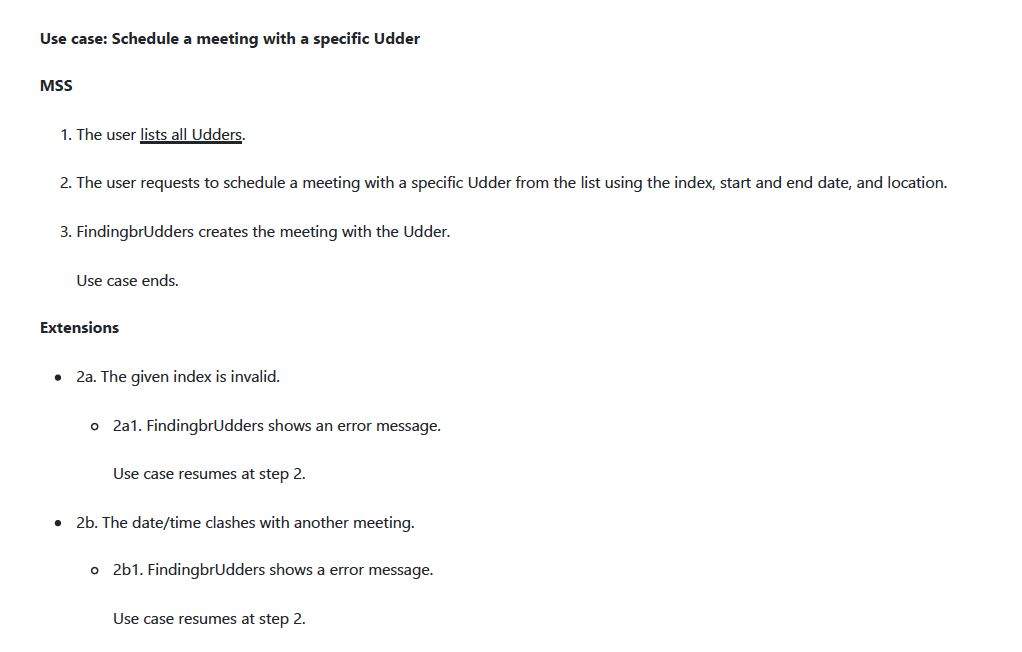 Use case: Schedule a meeting with a specific Udder
MSS
1. The user lists all Udders.
2. The user requests to schedule a meeting with a specific Udder from the list using the index, start and end date, and location.
3. FindingbrUdders creates the meeting with the Udder.
Use case ends.
Extensions
• 2a. The given index is invalid.
○ 2a1. FindingbrUdders shows an error message.
Use case resumes at step 2.
• 2b. The date/time clashes with another meeting.
○ 2b1. FindingbrUdders shows a error message.
Use case resumes at step 2.